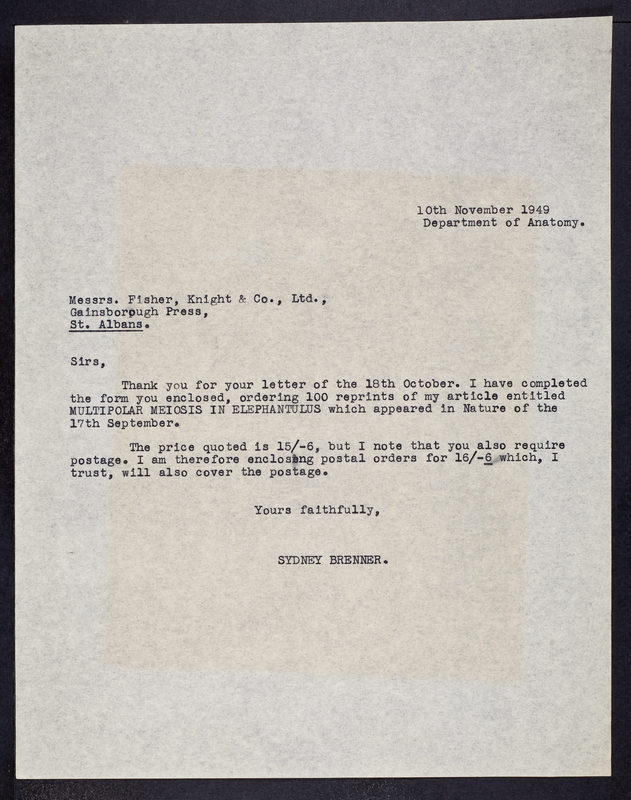 10th November 1949
Department of Anatomy.
Messrs. Fisher, Knight & Co., Ltd.,
Gainsborough Press,
St. Albans.
Sirs,
Thank you for your letter of the 18th October. I have completed
the form you enclosed, ordering 100 reprints of my article entitled
MULTIPOLAR MEIOSIS IN ELEPHANTULUS which appeared in Nature of the
17th September.
The price quoted is 15/-6, but I note that you also require
postage. I am therefore enclosing postal orders for 16/-6 which, I
trust, will also cover the postage.
Yours faithfully,
SYDNEY BRENNER.